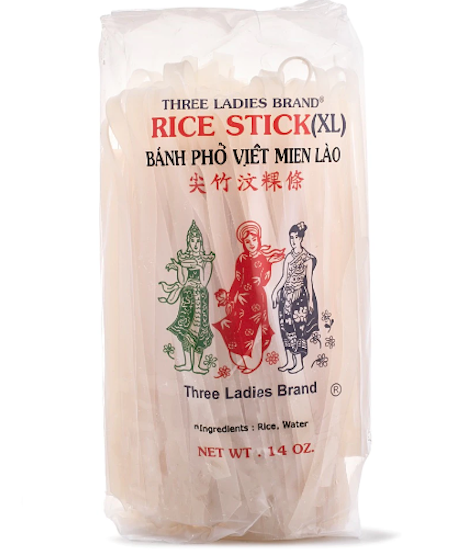 THREE LADIES BRAND®
RICE STICK(XL)
BÁNH PHỞ VIÊT MIEN LÀO
尖竹汶粿條
Three Ladies Brand ®
Ingredients : Rice, Water
NET WT . 14 OZ.